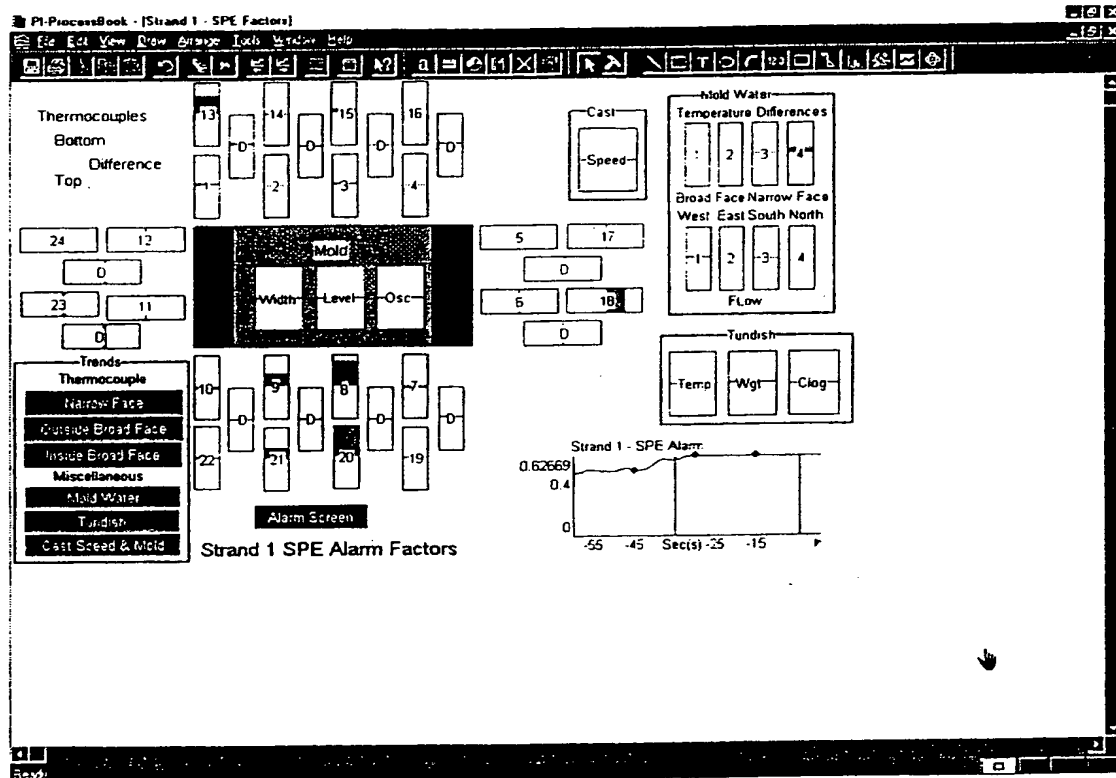 PI-ProcessBook - [Strand 1 - SPE Factors]
File Edit View Draw Arrange Tools Window Help
Thermocouples
Bottom
Difference
Top
13 14 15 16
D D D D
1 2 3 4
Cast
Speed
Mold Water
Temperature Differences
1 2 3 4
Broad Face Narrow Face
West East South North
1 2 3 4
FLow
24 12
D
23 11
D
Mold
Width Level Osc
5 17
D
6 18
D
Tundish
Temp Wgt Clog
Trends
Thermocouple
Narrow Face
Outside Broad Face
Inside Broad Face
Miscellaneous
Mold Water
Tundish
Cast Speed & Mold
10 9 8 7
D D D D
22 21 20 19
Alarm Screen
Strand 1 SPE Alarm Factors
Strand 1 - SPE Alarm
0.62669
0.4
0
-55 -45 Sec(s) -25 -15
Ready